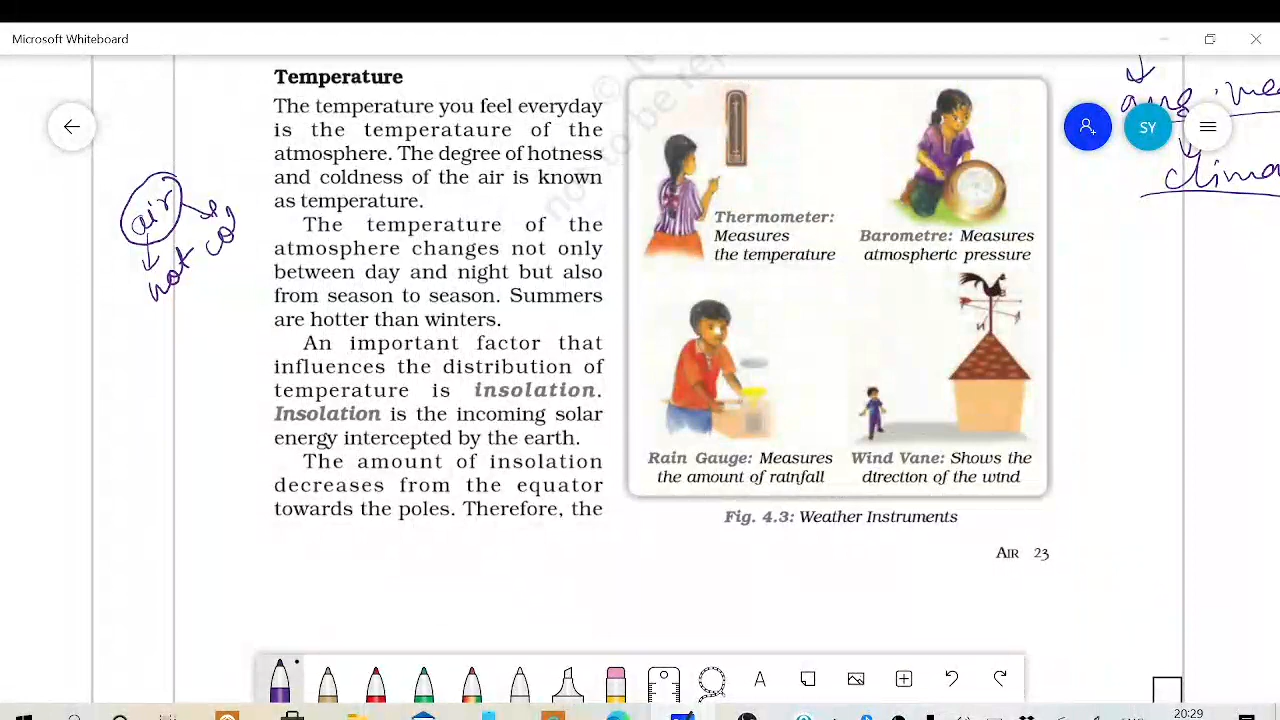 Microsoft Whiteboard
Temperature
The temperature you feel everyday
is the temperataure of the
atmosphere. The degree of hotness
and coldness of the air is known
as temperature.
The temperature of the
atmosphere changes not only
between day and night but also
from season to season. Summers
are hotter than winters.
An important factor that
influences the distribution of
temperature is insolation.
Insolation is the incoming solar
energy intercepted by the earth.
The amount of insolation
decreases from the equator
towards the poles. Therefore, the
air
hot
Thermometer:
Measures
the temperature
Barometre: Measures
atmospheric pressure
Rain Gauge: Measures
the amount of rainfall
Wind Vane: Shows the
direction of the wind
Fig. 4.3: Weather Instruments
AIR 23
SY
A
20:29